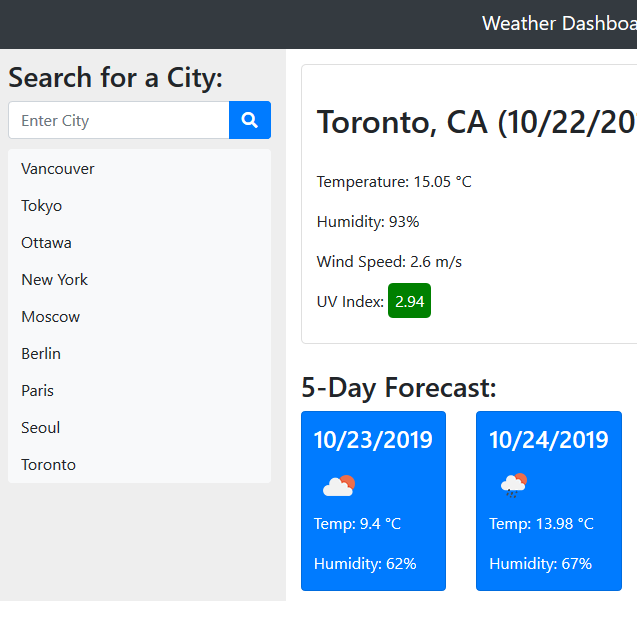 Weather Dashboa
Search for a City:
Enter City
Vancouver
Tokyo
Ottawa
New York
Moscow
Berlin
Paris
Seoul
Toronto
Toronto, CA (10/22/20
Temperature: 15.05 °C
Humidity: 93%
Wind Speed: 2.6 m/s
UV Index: 2.94
5-Day Forecast:
10/23/2019
Temp: 9.4 °C
Humidity: 62%
10/24/2019
Temp: 13.98 °C
Humidity: 67%